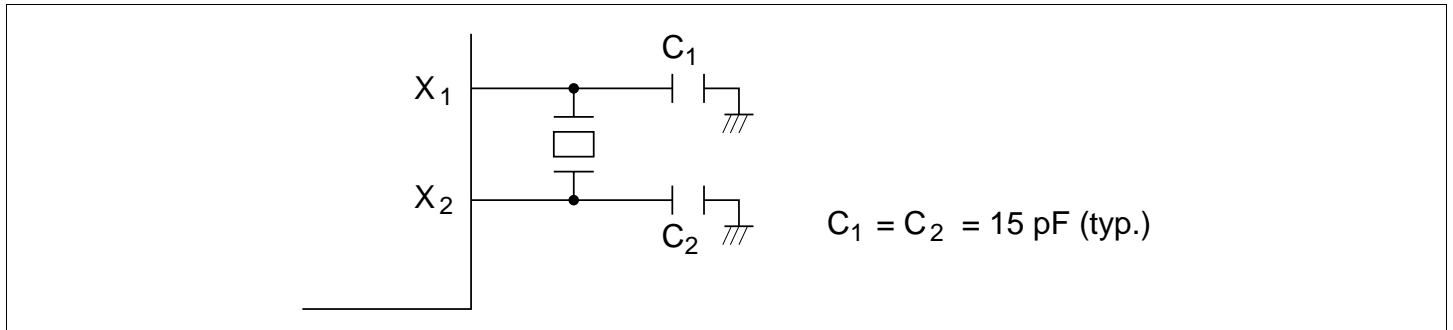 C1
X1
X2
C2
C1 = C2 = 15 pF (typ.)